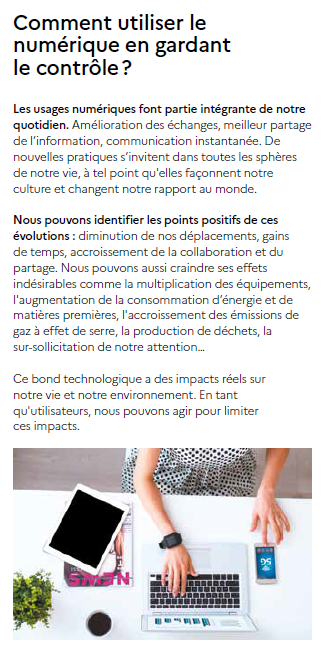 Comment utiliser le
numérique en gardant
le contrôle ?
Les usages numériques font partie intégrante de notre
quotidien. Amélioration des échanges, meilleur partage
de l'information, communication instantanée. De
nouvelles pratiques s'invitent dans toutes les sphères
de notre vie, à tel point qu'elles façonnent notre
culture et changent notre rapport au monde.
Nous pouvons identifier les points positifs de ces
évolutions : diminution de nos déplacements, gains
de temps, accroissement de la collaboration et du
partage. Nous pouvons aussi craindre ses effets
indésirables comme la multiplication des équipements,
l'augmentation de la consommation d'énergie et de
matières premières, l'accroissement des émissions de
gaz à effet de serre, la production de déchets, la
sur-sollicitation de notre attention...
Ce bond technologique a des impacts réels sur
notre vie et notre environnement. En tant
qu'utilisateurs, nous pouvons agir pour limiter
ces impacts.
NEWS
5G